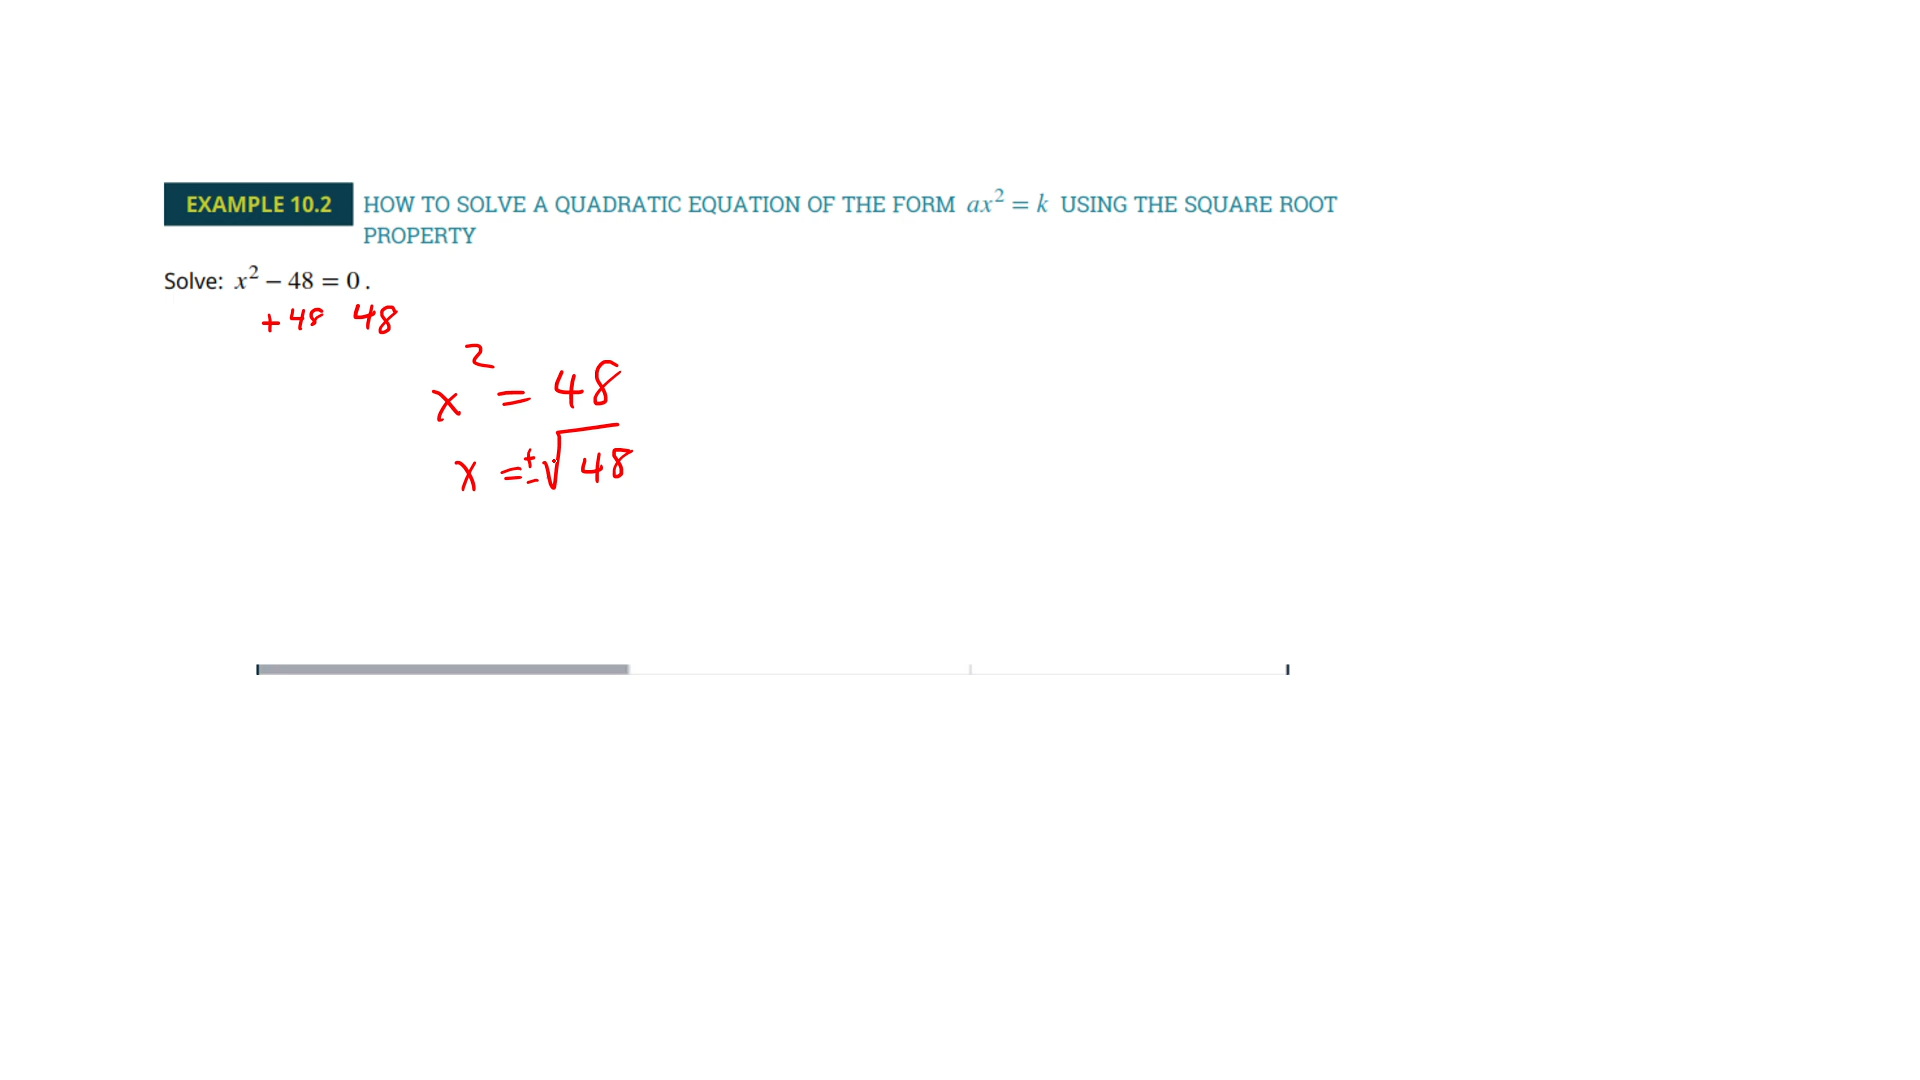 EXAMPLE 10.2 HOW TO SOLVE A QUADRATIC EQUATION OF THE FORM ax² = k USING THE SQUARE ROOT
PROPERTY
Solve: x² − 48 = 0.
+48 48
x² = 48
x = ±√48